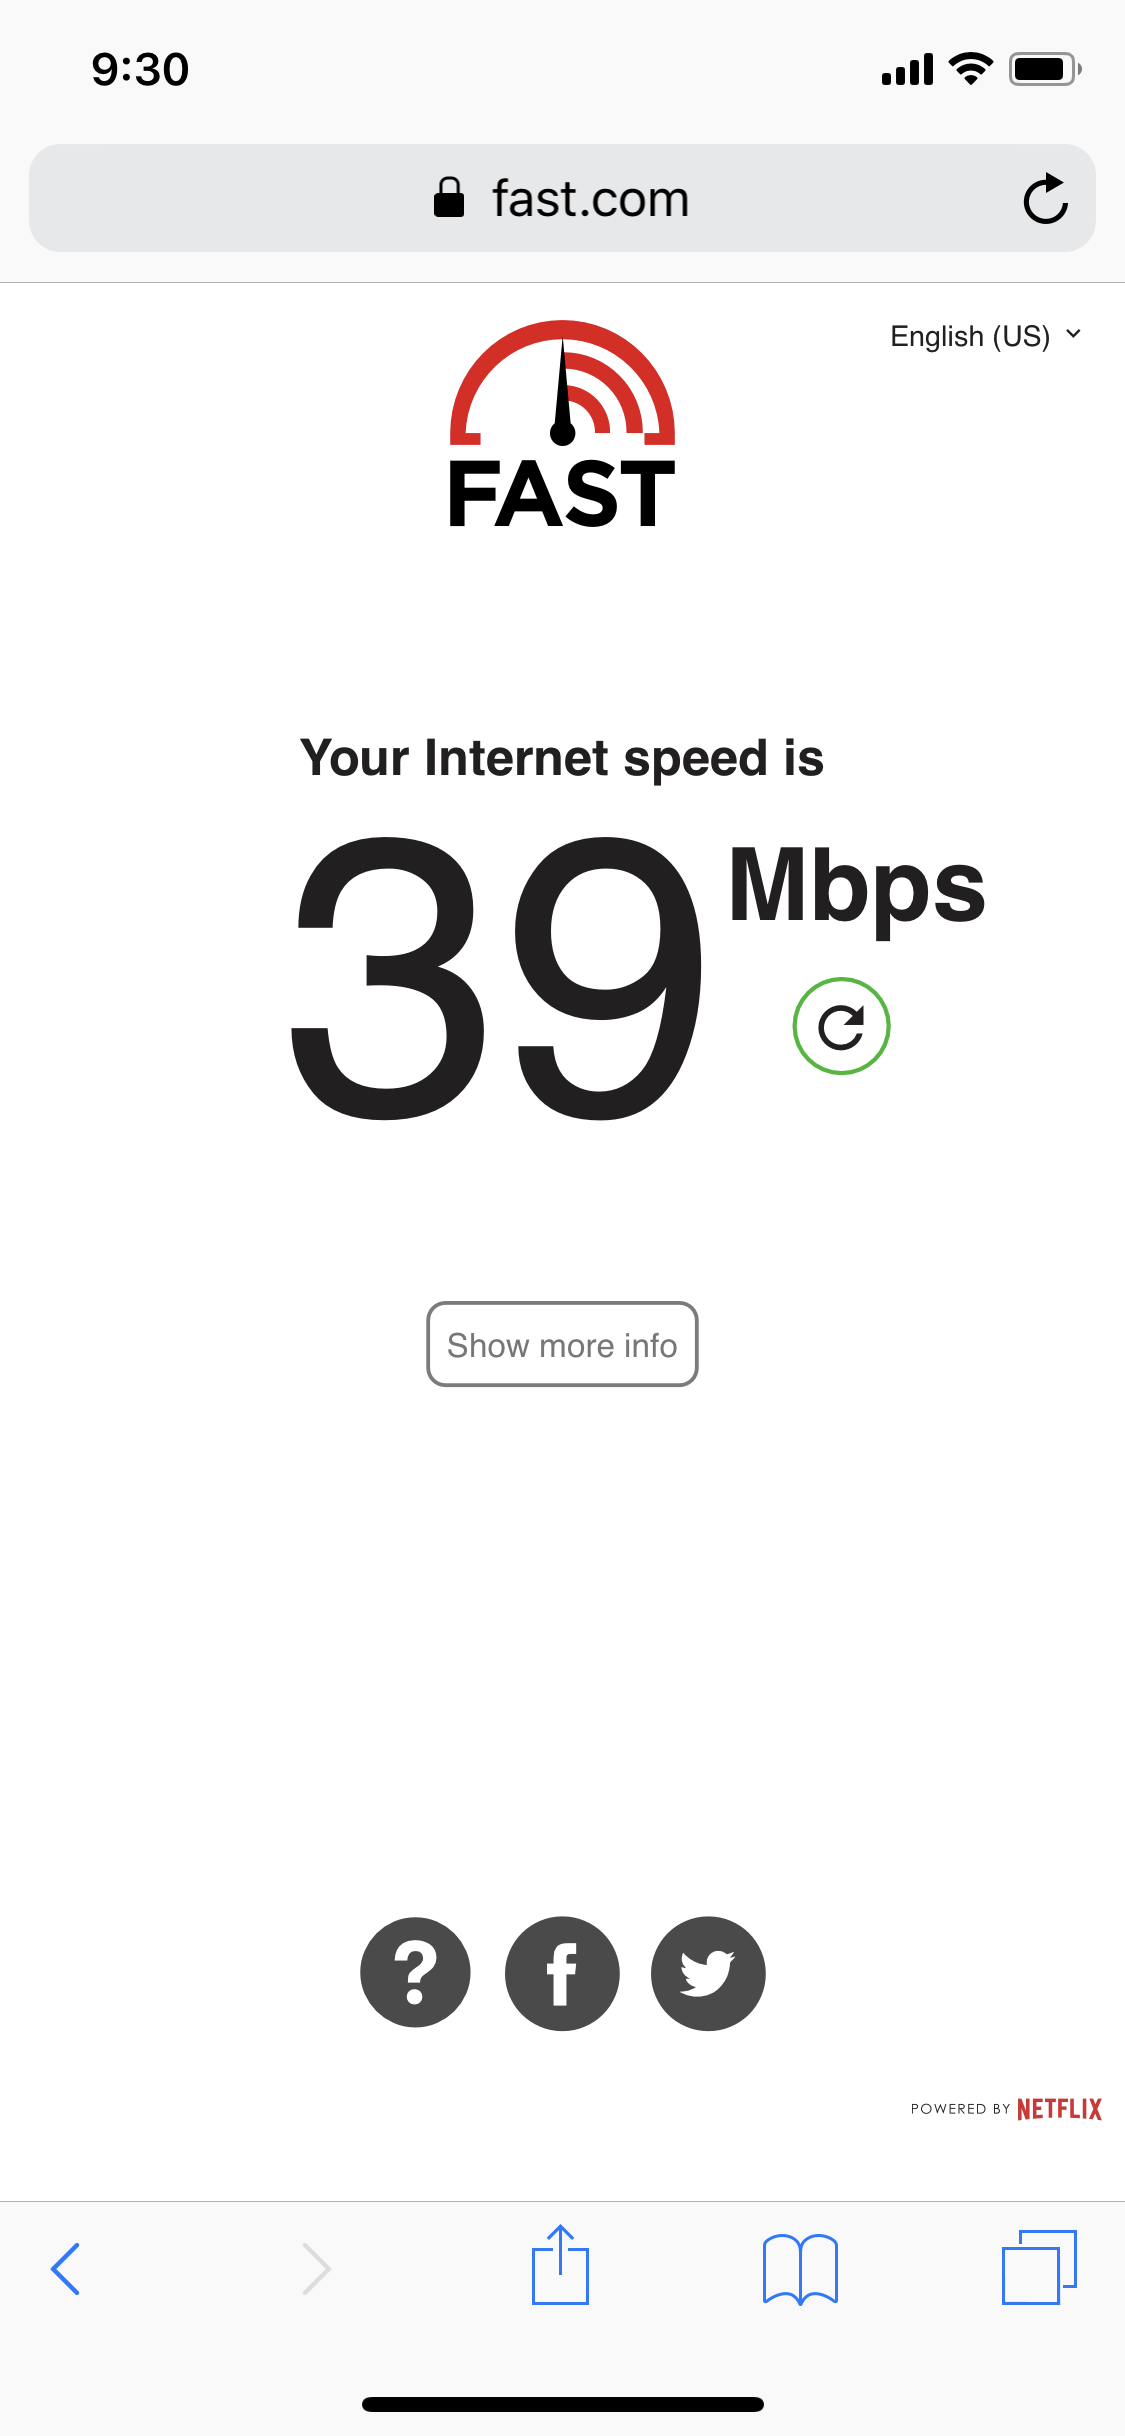 9:30
fast.com
English (US)
FAST
Your Internet speed is
39 Mbps
Show more info
?
f
POWERED BY NETFLIX